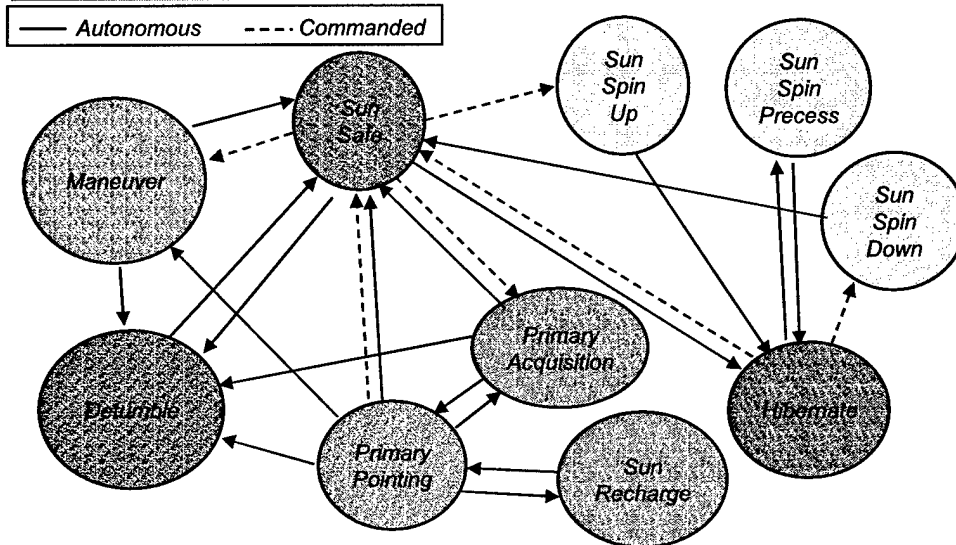 Autonomous
Commanded
Sun
Safe
Sun
Spin
Up
Sun
Spin
Precess
Maneuver
Sun
Spin
Down
Primary
Acquisition
Detumble
Hibernate
Primary
Pointing
Sun
Recharge